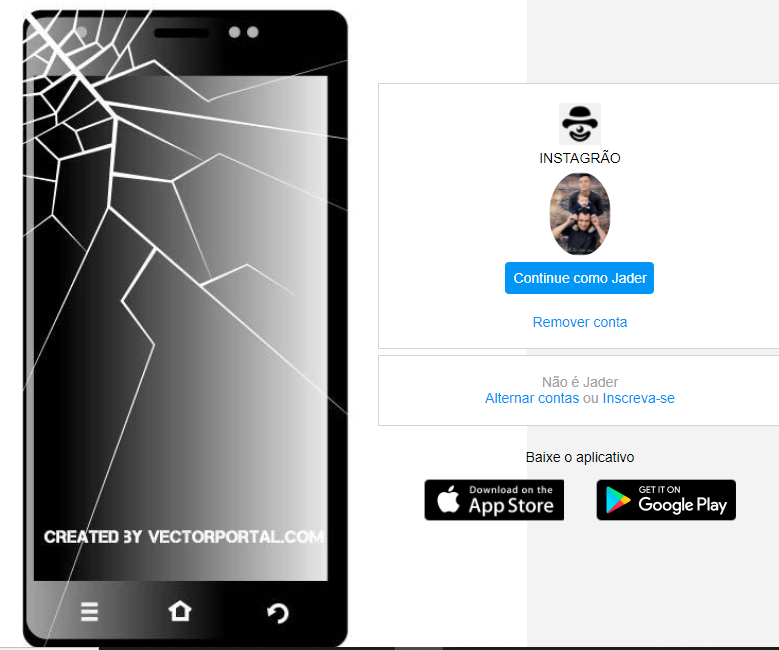 INSTAGRÃO
Continue como Jader
Remover conta
Não é Jader
Alternar contas ou Inscreva-se
Baixe o aplicativo
Download on the
App Store
GET IT ON
Google Play
CREATED BY VECTORPORTAL.COM